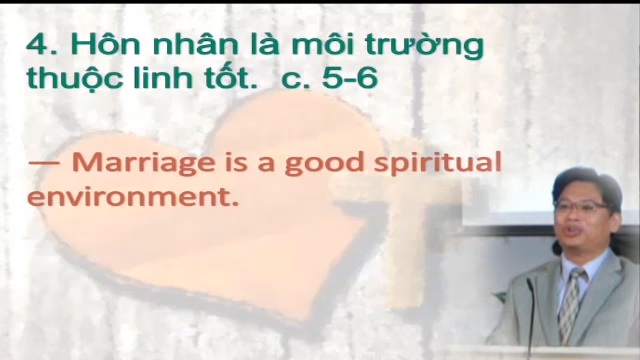 4. Hôn nhân là môi trường
thuộc linh tốt.  c. 5-6
— Marriage is a good spiritual
environment.